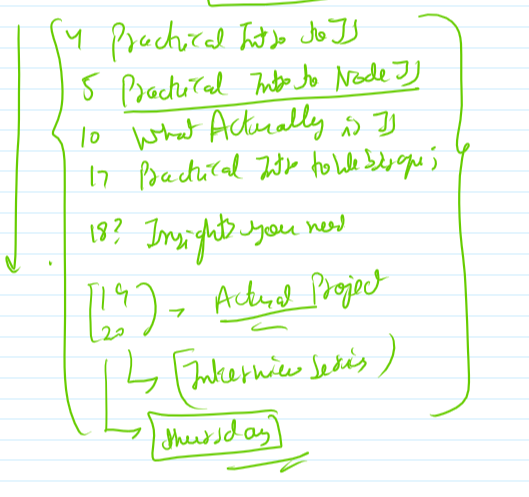 4 Practical Intro to JS
5 Practical Intro to Node JS
10 What Actually is JS
17 Practical Intro to
18? Insights you need
[19
20) → Actual Project
[Interview Series)
Thursday